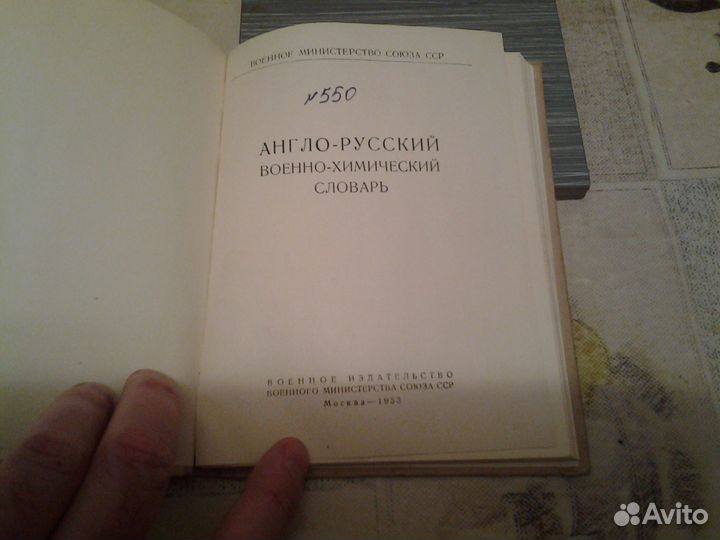 ВОЕННОЕ МИНИСТЕРСТВО СОЮЗА ССР
№550
АНГЛО-РУССКИЙ
ВОЕННО-ХИМИЧЕСКИЙ
СЛОВАРЬ
ВОЕННОЕ ИЗДАТЕЛЬСТВО
ВОЕННОГО МИНИСТЕРСТВА СОЮЗА ССР
Москва—1953
Avito